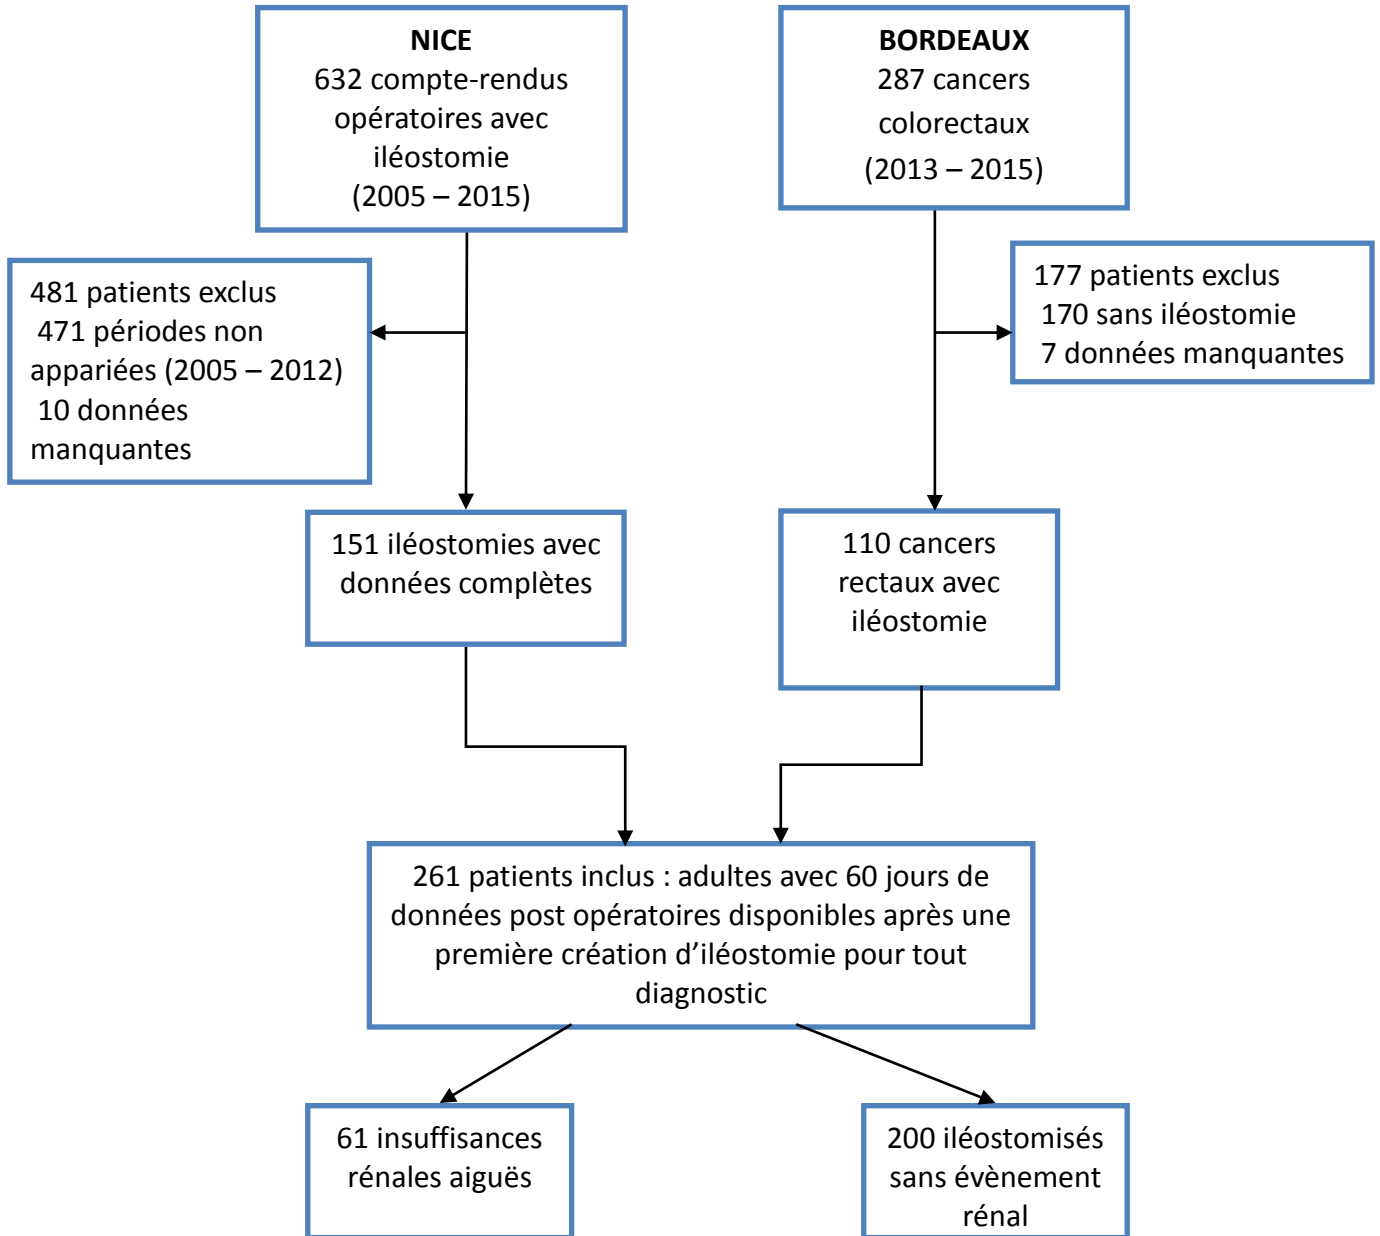 NICE
632 compte-rendus
opératoires avec
iléostomie
(2005 – 2015)
BORDEAUX
287 cancers
colorectaux
(2013 – 2015)
481 patients exclus
471 périodes non
appariées (2005 – 2012)
10 données
manquantes
177 patients exclus
170 sans iléostomie
7 données manquantes
151 iléostomies avec
données complètes
110 cancers
rectaux avec
iléostomie
261 patients inclus : adultes avec 60 jours de
données post opératoires disponibles après une
première création d’iléostomie pour tout
diagnostic
61 insuffisances
rénales aiguës
200 iléostomisés
sans évènement
rénal